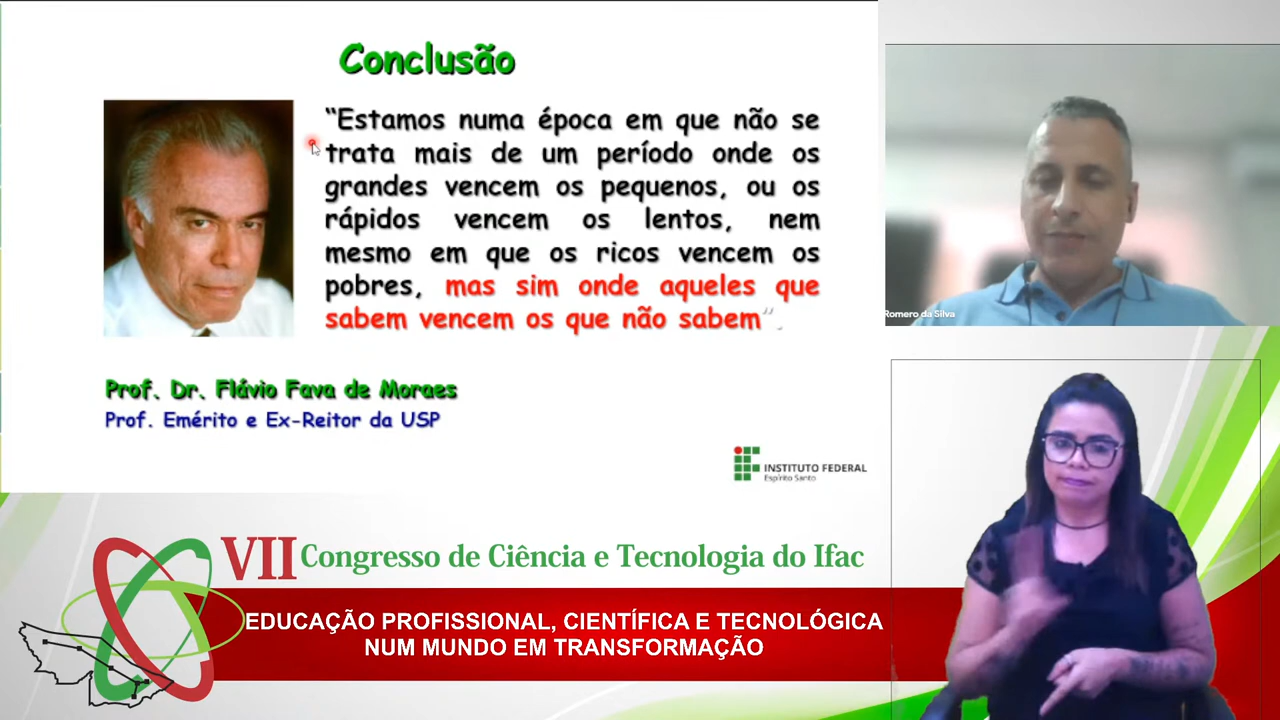 Conclusão
“Estamos numa época em que não se
trata mais de um período onde os
grandes vencem os pequenos, ou os
rápidos vencem os lentos, nem
mesmo em que os ricos vencem os
pobres, mas sim onde aqueles que
sabem vencem os que não sabem”.
Prof. Dr. Flávio Fava de Moraes
Prof. Emérito e Ex-Reitor da USP
INSTITUTO FEDERAL
Espírito Santo
Romero da Silva
VII Congresso de Ciência e Tecnologia do Ifac
EDUCAÇÃO PROFISSIONAL, CIENTÍFICA E TECNOLÓGICA
NUM MUNDO EM TRANSFORMAÇÃO